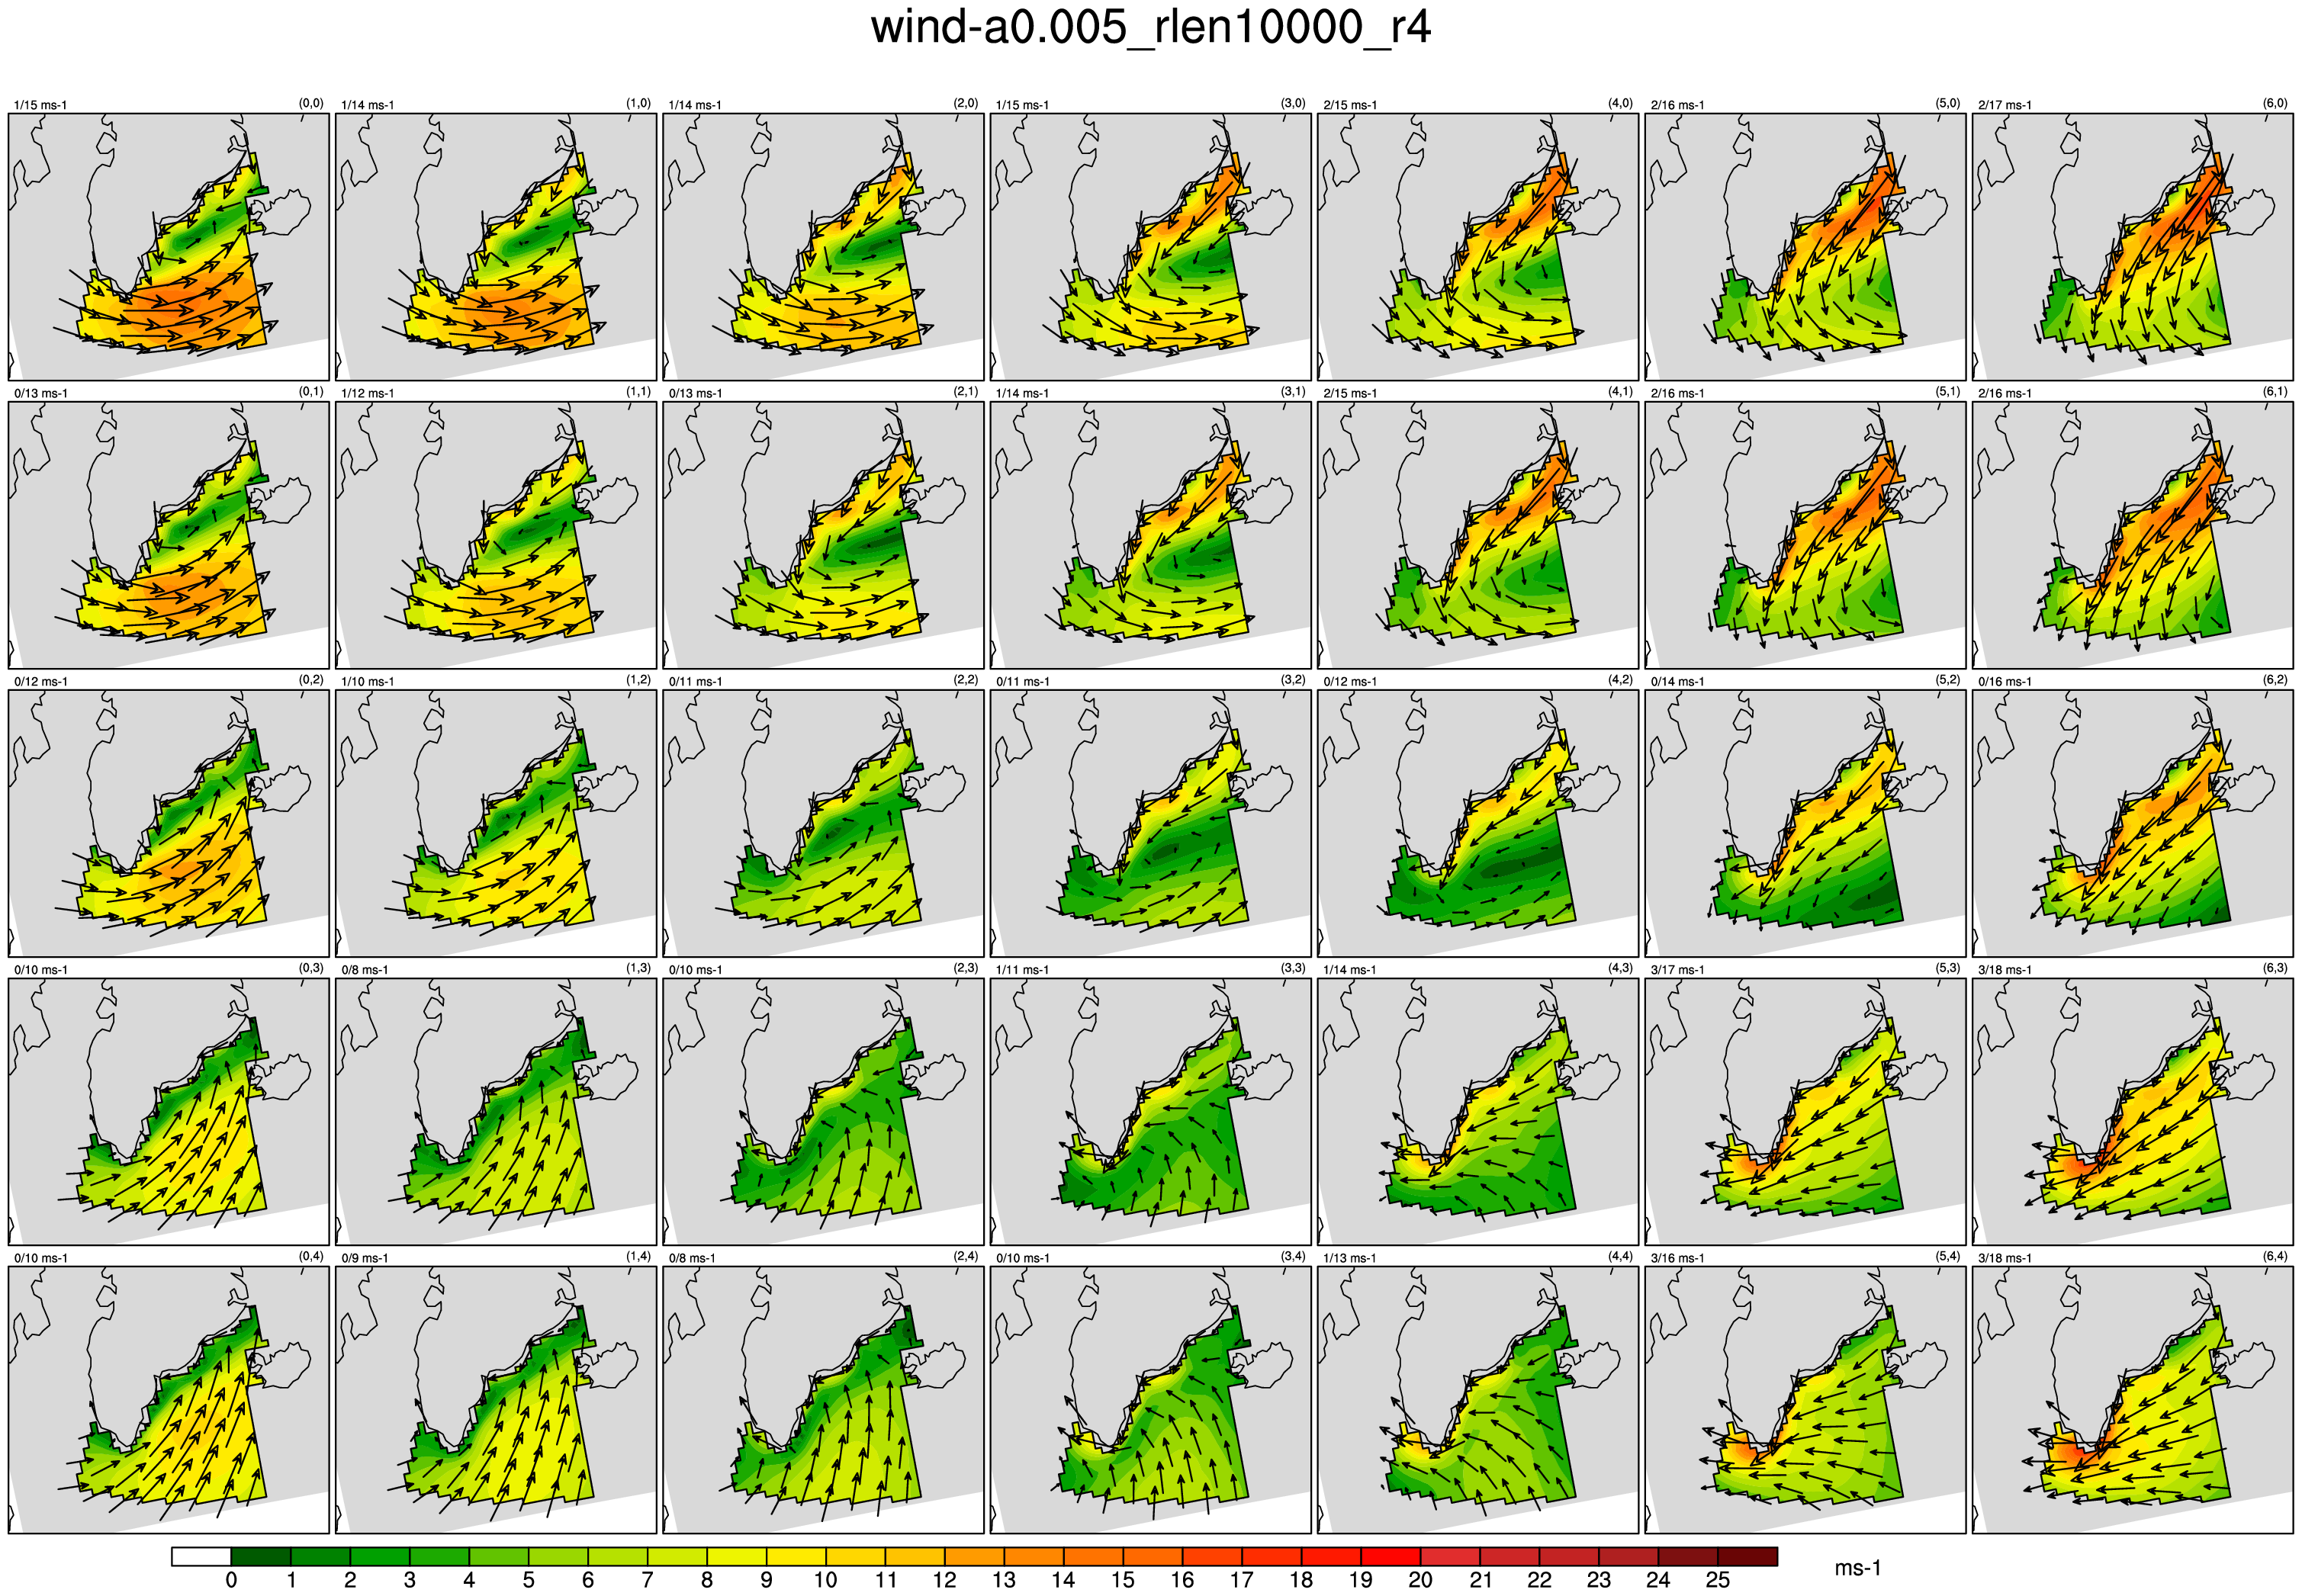 wind-a0.005_rlen10000_r4
1/15 ms-1 (0,0) 1/14 ms-1 (1,0) 1/14 ms-1 (2,0) 1/15 ms-1 (3,0) 2/15 ms-1 (4,0) 2/16 ms-1 (5,0) 2/17 ms-1 (6,0)
0/13 ms-1 (0,1) 1/12 ms-1 (1,1) 0/13 ms-1 (2,1) 1/14 ms-1 (3,1) 2/15 ms-1 (4,1) 2/16 ms-1 (5,1) 2/16 ms-1 (6,1)
0/12 ms-1 (0,2) 1/10 ms-1 (1,2) 0/11 ms-1 (2,2) 0/11 ms-1 (3,2) 0/12 ms-1 (4,2) 0/14 ms-1 (5,2) 0/16 ms-1 (6,2)
0/10 ms-1 (0,3) 0/8 ms-1 (1,3) 0/10 ms-1 (2,3) 1/11 ms-1 (3,3) 1/14 ms-1 (4,3) 3/17 ms-1 (5,3) 3/18 ms-1 (6,3)
0/10 ms-1 (0,4) 0/9 ms-1 (1,4) 0/8 ms-1 (2,4) 0/10 ms-1 (3,4) 1/13 ms-1 (4,4) 3/16 ms-1 (5,4) 3/18 ms-1 (6,4)
0 1 2 3 4 5 6 7 8 9 10 11 12 13 14 15 16 17 18 19 20 21 22 23 24 25 ms-1